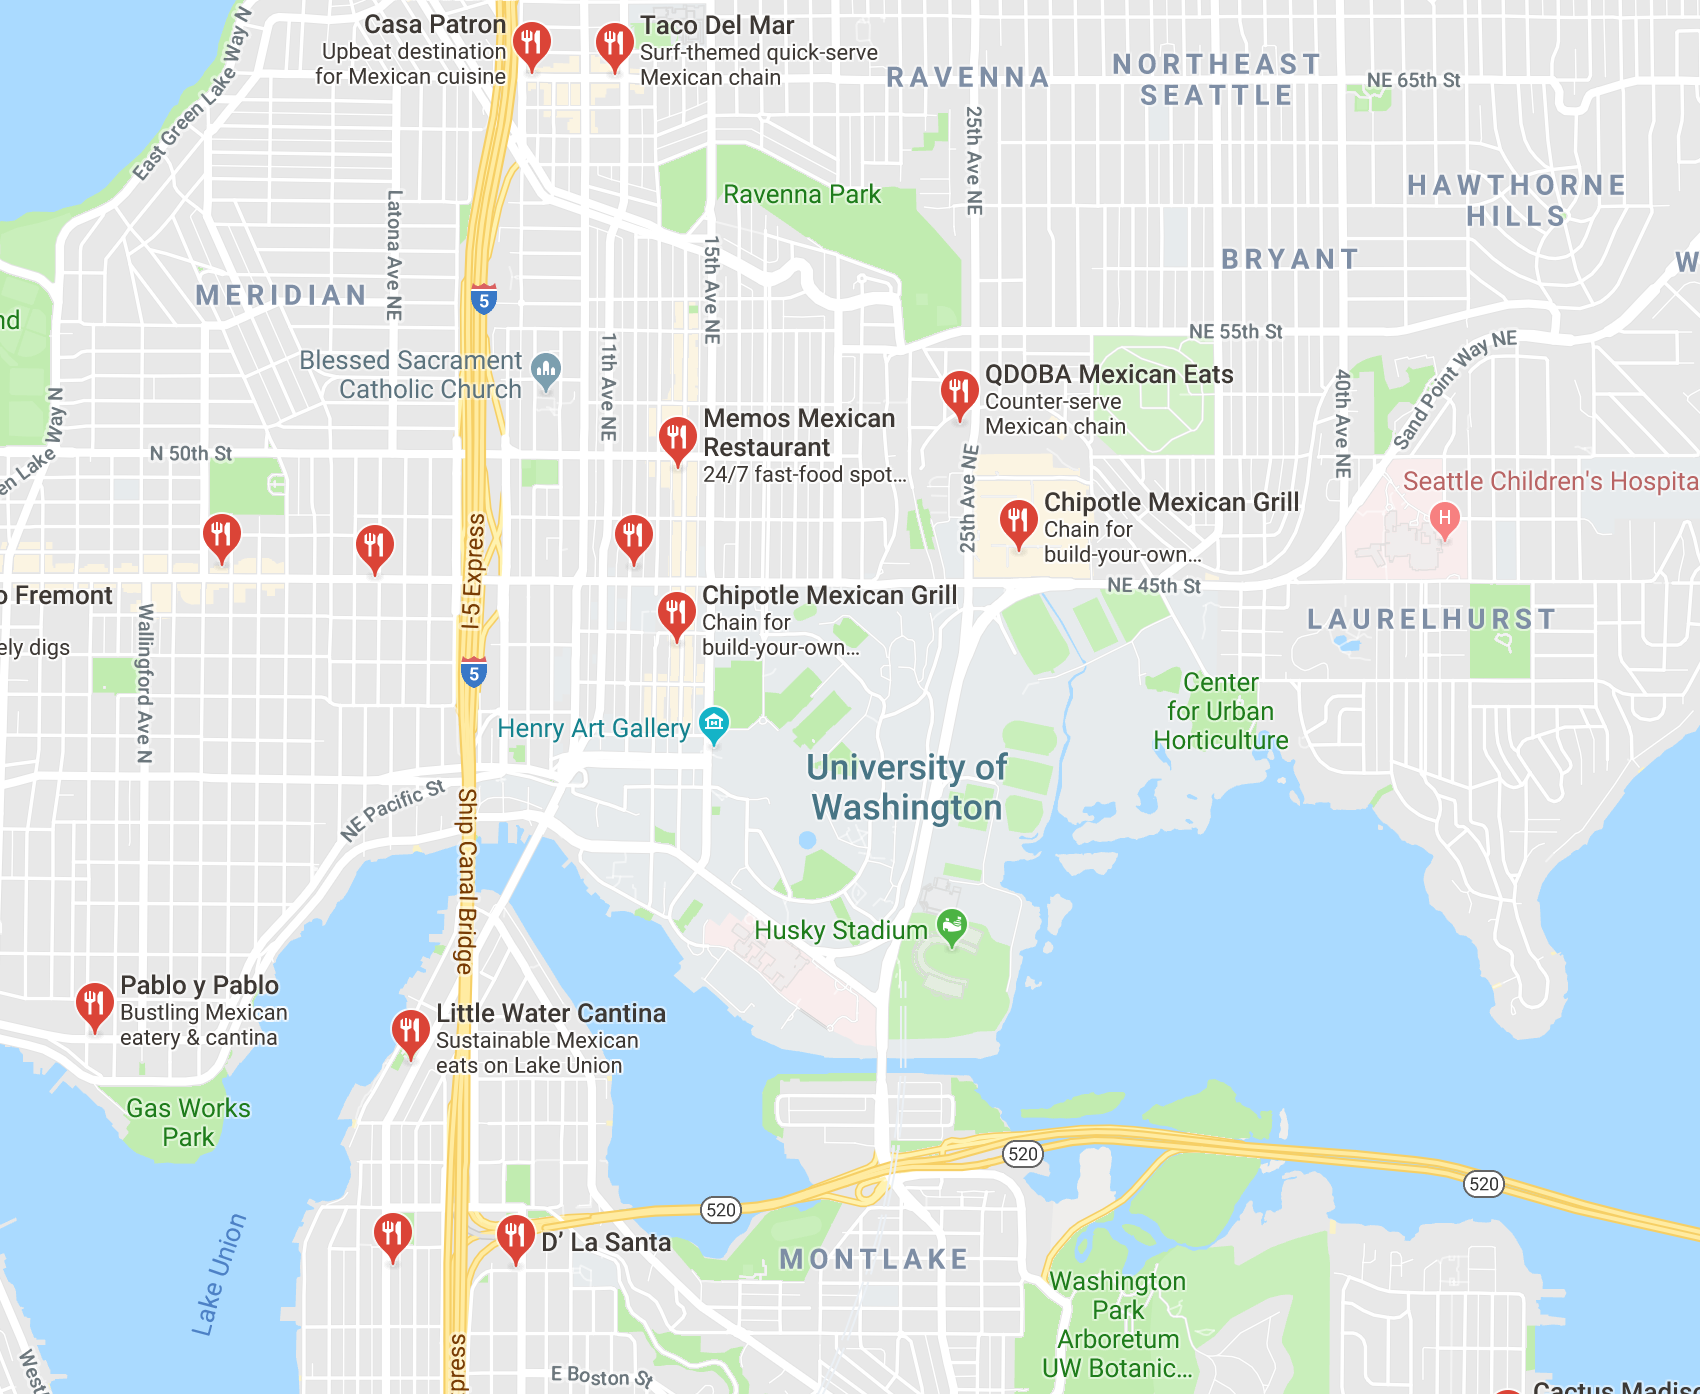 Casa Patron
Upbeat destination
for Mexican cuisine
Taco Del Mar
Surf-themed quick-serve
Mexican chain
RAVENNA
NORTHEAST
SEATTLE
NE 65th St
East Green Lake Way N
25th Ave NE
Ravenna Park
HAWTHORNE
HILLS
Latona Ave NE
15th Ave NE
BRYANT
W
MERIDIAN
5
nd
NE 55th St
Sand Point Way NE
11th Ave NE
Blessed Sacrament
Catholic Church
QDOBA Mexican Eats
Counter-serve
Mexican chain
40th Ave NE
Memos Mexican
Restaurant
24/7 fast-food spot...
en Lake Way N
N 50th St
25th Ave NE
Seattle Children's Hospita
H
Chipotle Mexican Grill
Chain for
build-your-own...
I-5 Express
NE 45th St
o Fremont
ely digs
Chipotle Mexican Grill
Chain for
build-your-own...
LAURELHURST
Wallingford Ave N
5
Center
for Urban
Horticulture
Henry Art Gallery
University of
Washington
NE Pacific St
Ship Canal Bridge
Husky Stadium
Pablo y Pablo
Bustling Mexican
eatery & cantina
Little Water Cantina
Sustainable Mexican
eats on Lake Union
Gas Works
Park
520
520
520
Lake Union
D' La Santa
MONTLAKE
Washington
Park
Arboretum
UW Botanic...
West
press
E Boston St
Cactus Madis